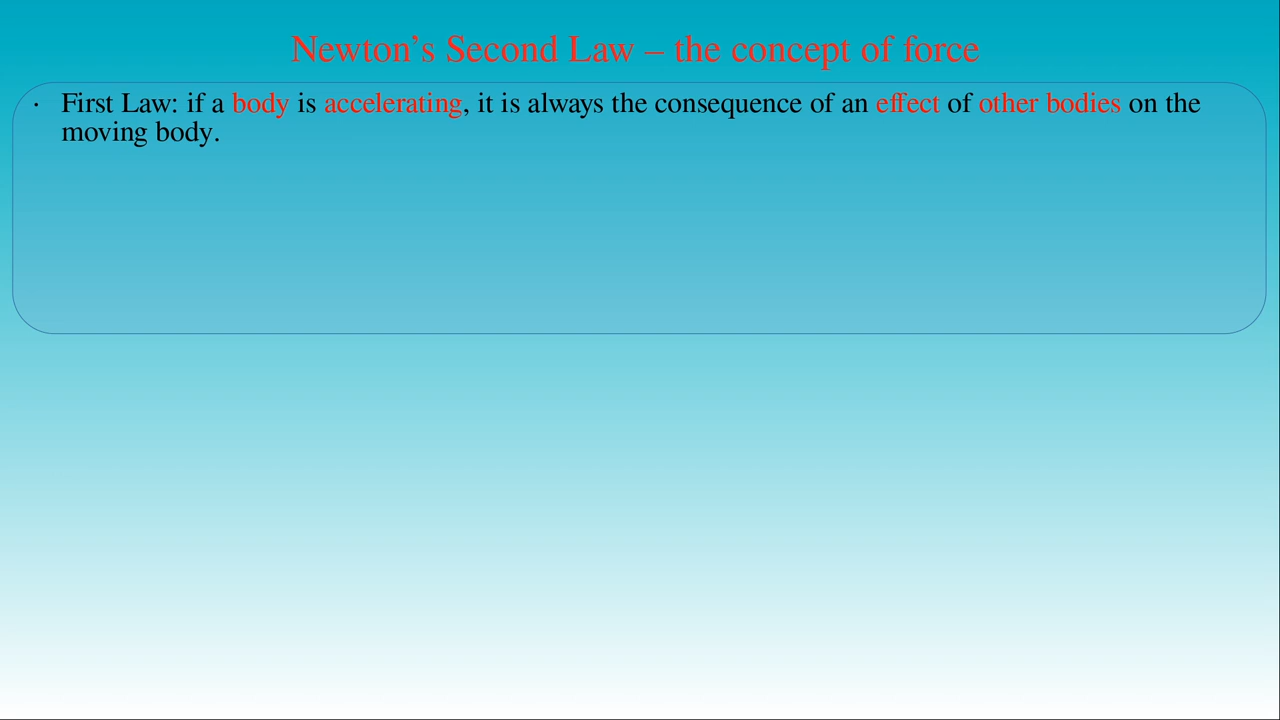 Newton’s Second Law – the concept of force
· First Law: if a body is accelerating, it is always the consequence of an effect of other bodies on the
moving body.